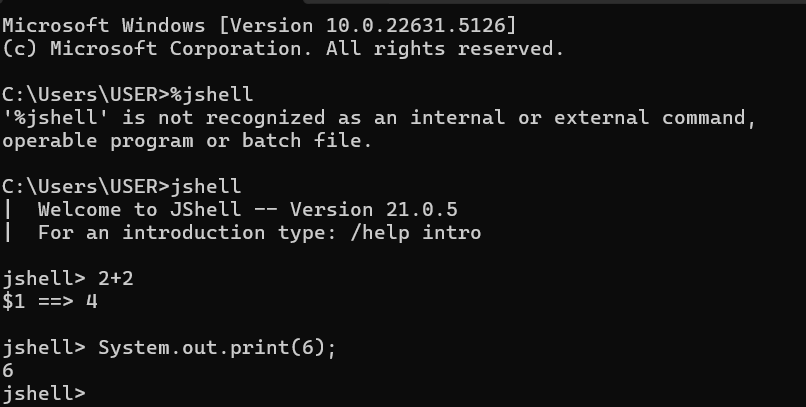 Microsoft Windows [Version 10.0.22631.5126]
(c) Microsoft Corporation. All rights reserved.
C:\Users\USER>%jshell
'%jshell' is not recognized as an internal or external command,
operable program or batch file.
C:\Users\USER>jshell
|  Welcome to JShell -- Version 21.0.5
|  For an introduction type: /help intro
jshell> 2+2
$1 ==> 4
jshell> System.out.print(6);
6
jshell>